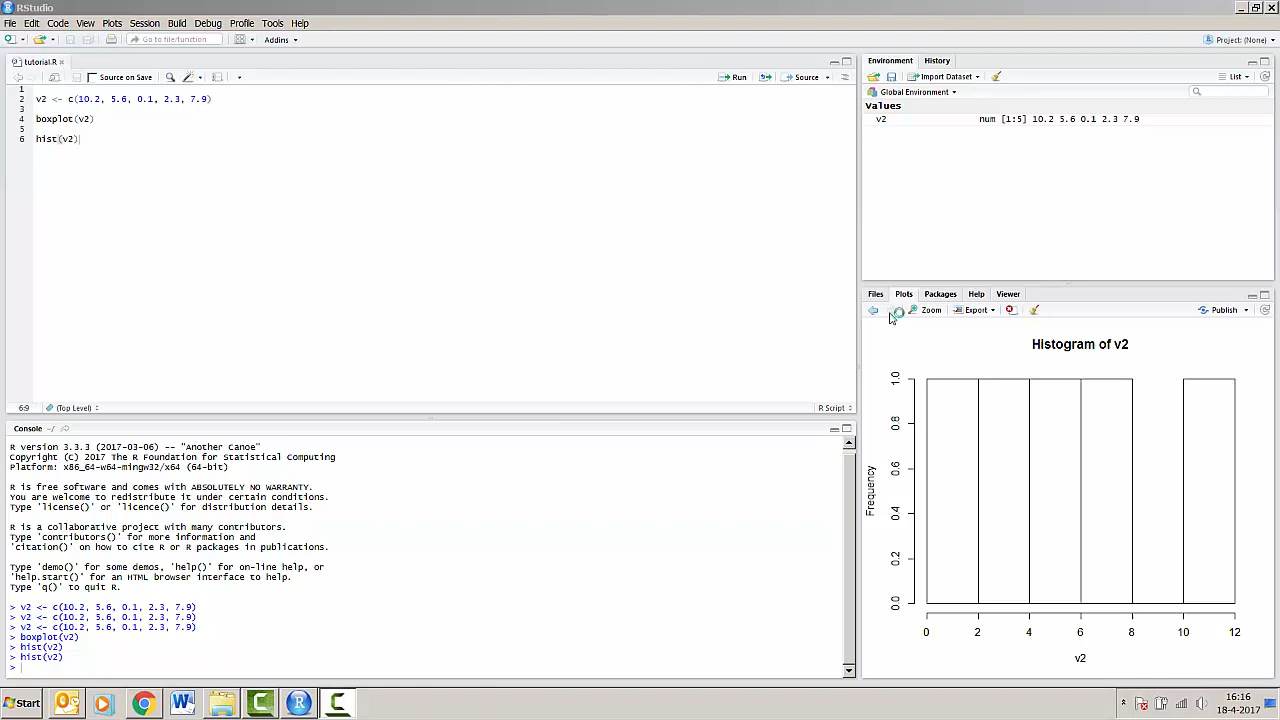 RStudio
File Edit Code View Plots Session Build Debug Profile Tools Help
Go to file/function Addins Project: (None)
tutorial.R
Source on Save Run Source
1
2 v2 <- c(10.2, 5.6, 0.1, 2.3, 7.9)
3
4 boxplot(v2)
5
6 hist(v2)
6:9 (Top Level) R Script
Console ~/
R version 3.3.3 (2017-03-06) -- "Another Canoe"
Copyright (C) 2017 The R Foundation for Statistical Computing
Platform: x86_64-w64-mingw32/x64 (64-bit)
R is free software and comes with ABSOLUTELY NO WARRANTY.
You are welcome to redistribute it under certain conditions.
Type 'license()' or 'licence()' for distribution details.
R is a collaborative project with many contributors.
Type 'contributors()' for more information and
'citation()' on how to cite R or R packages in publications.
Type 'demo()' for some demos, 'help()' for on-line help, or
'help.start()' for an HTML browser interface to help.
Type 'q()' to quit R.
> v2 <- c(10.2, 5.6, 0.1, 2.3, 7.9)
> v2 <- c(10.2, 5.6, 0.1, 2.3, 7.9)
> v2 <- c(10.2, 5.6, 0.1, 2.3, 7.9)
> boxplot(v2)
> hist(v2)
> hist(v2)
>
Environment History
Import Dataset List
Global Environment
Values
v2 num [1:5] 10.2 5.6 0.1 2.3 7.9
Files Plots Packages Help Viewer
Zoom Export Publish
Histogram of v2
Frequency
1.0
0.8
0.6
0.4
0.2
0.0
0 2 4 6 8 10 12
v2
Start
16:16
18-4-2017